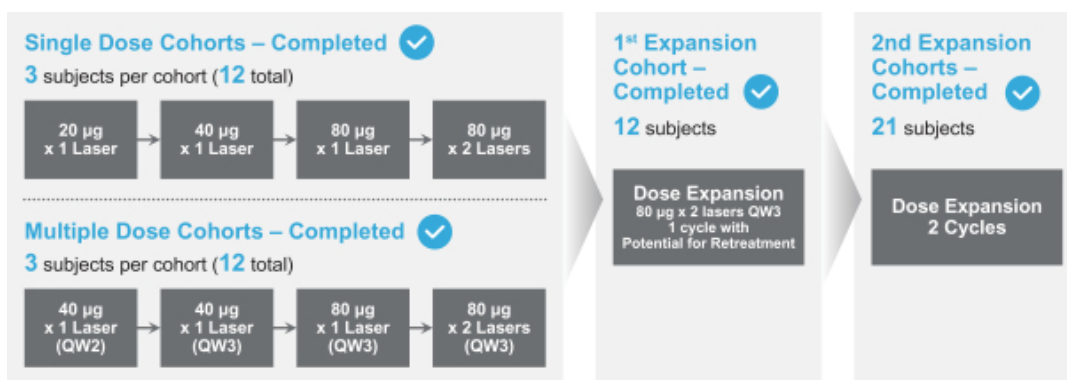 Single Dose Cohorts – Completed
3 subjects per cohort (12 total)
20 µg
x 1 Laser
40 µg
x 1 Laser
80 µg
x 1 Laser
80 µg
x 2 Lasers
Multiple Dose Cohorts – Completed
3 subjects per cohort (12 total)
40 µg
x 1 Laser
(QW2)
40 µg
x 1 Laser
(QW3)
80 µg
x 1 Laser
(QW3)
80 µg
x 2 Lasers
(QW3)
1st Expansion
Cohort –
Completed
12 subjects
Dose Expansion
80 µg x 2 lasers QW3
1 cycle with
Potential for Retreatment
2nd Expansion
Cohorts –
Completed
21 subjects
Dose Expansion
2 Cycles